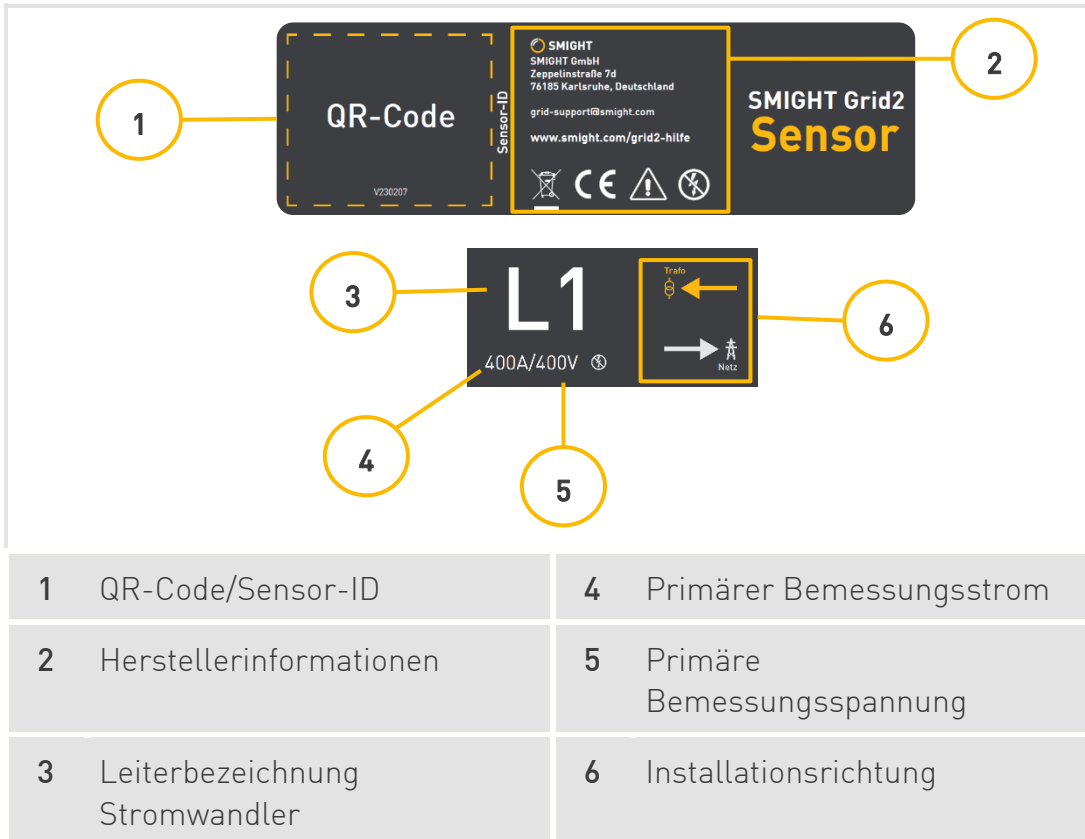 1
QR-Code
V230207
Sensor-ID
SMIGHT
SMIGHT GmbH
Zeppelinstraße 7d
76185 Karlsruhe, Deutschland
grid-support@smight.com
www.smight.com/grid2-hilfe
CE
SMIGHT Grid2
Sensor
2
3
L1
400A/400V
Trafo
Netz
6
4
5
1 QR-Code/Sensor-ID
4 Primärer Bemessungsstrom
2 Herstellerinformationen
5 Primäre
Bemessungsspannung
3 Leiterbezeichnung
Stromwandler
6 Installationsrichtung